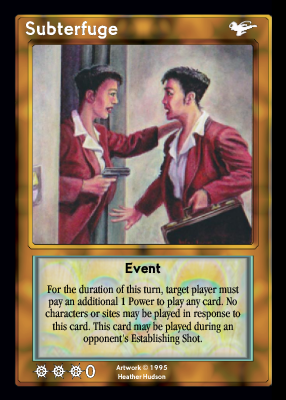 Subterfuge
Event
For the duration of this turn, target player must
pay an additional 1 Power to play any card. No
characters or sites may be played in response to
this card. This card may be played during an
opponent's Establishing Shot.
Artwork © 1995
Heather Hudson
0